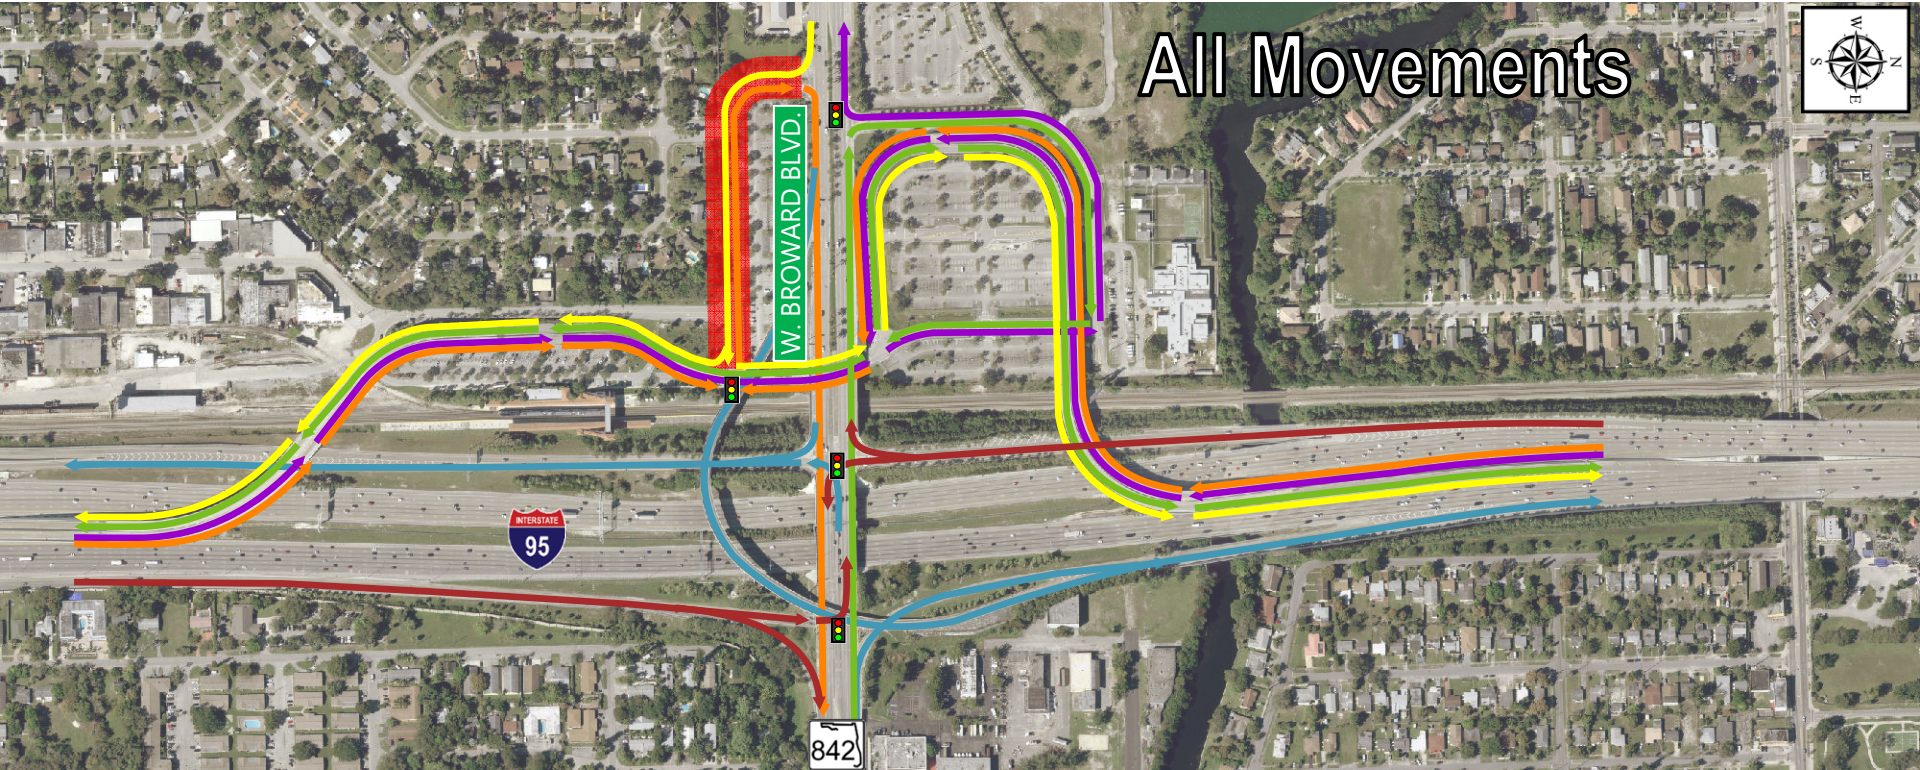 All Movements
W
S
N
E
W. BROWARD BLVD.
INTERSTATE
95
842